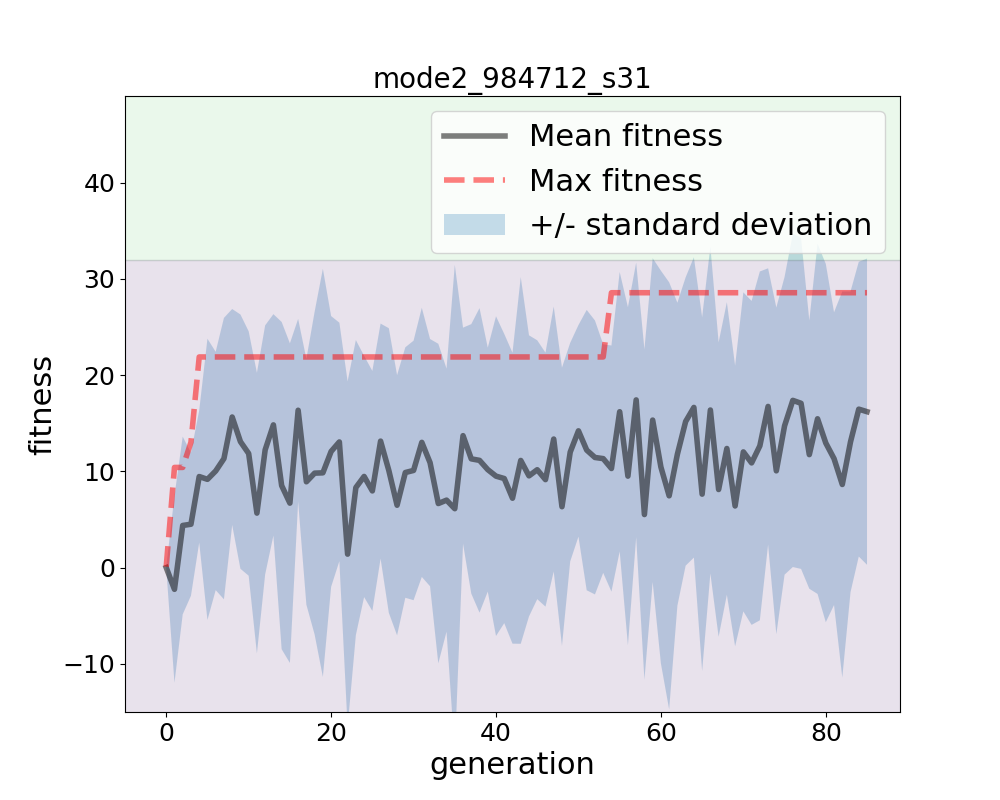 mode2_984712_s31
Mean fitness
Max fitness
+/- standard deviation
40
30
20
10
0
−10
fitness
0 20 40 60 80
generation